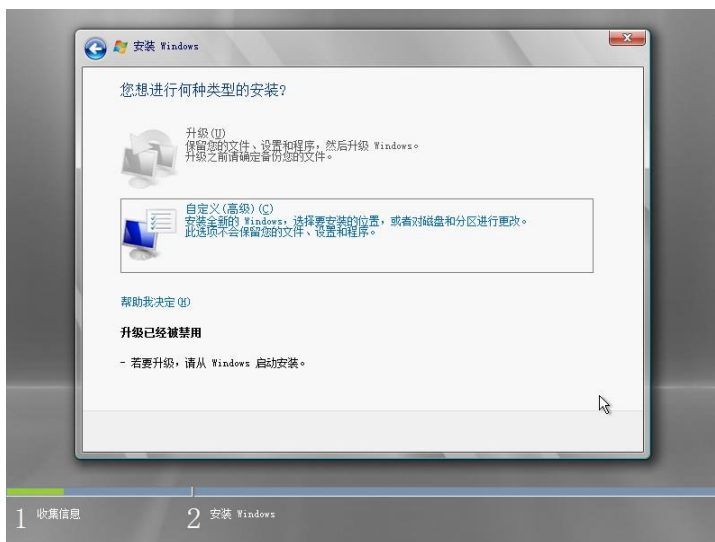 安装 Windows
您想进行何种类型的安装?
升级(U)
保留您的文件、设置和程序，然后升级 Windows。
升级之前请确定备份您的文件。
自定义(高级)(C)
安装全新的 Windows，选择要安装的位置，或者对磁盘和分区进行更改。
此选项不会保留您的文件、设置和程序。
帮助我决定(H)
升级已经被禁用
- 若要升级，请从 Windows 启动安装。
1 收集信息
2 安装 Windows